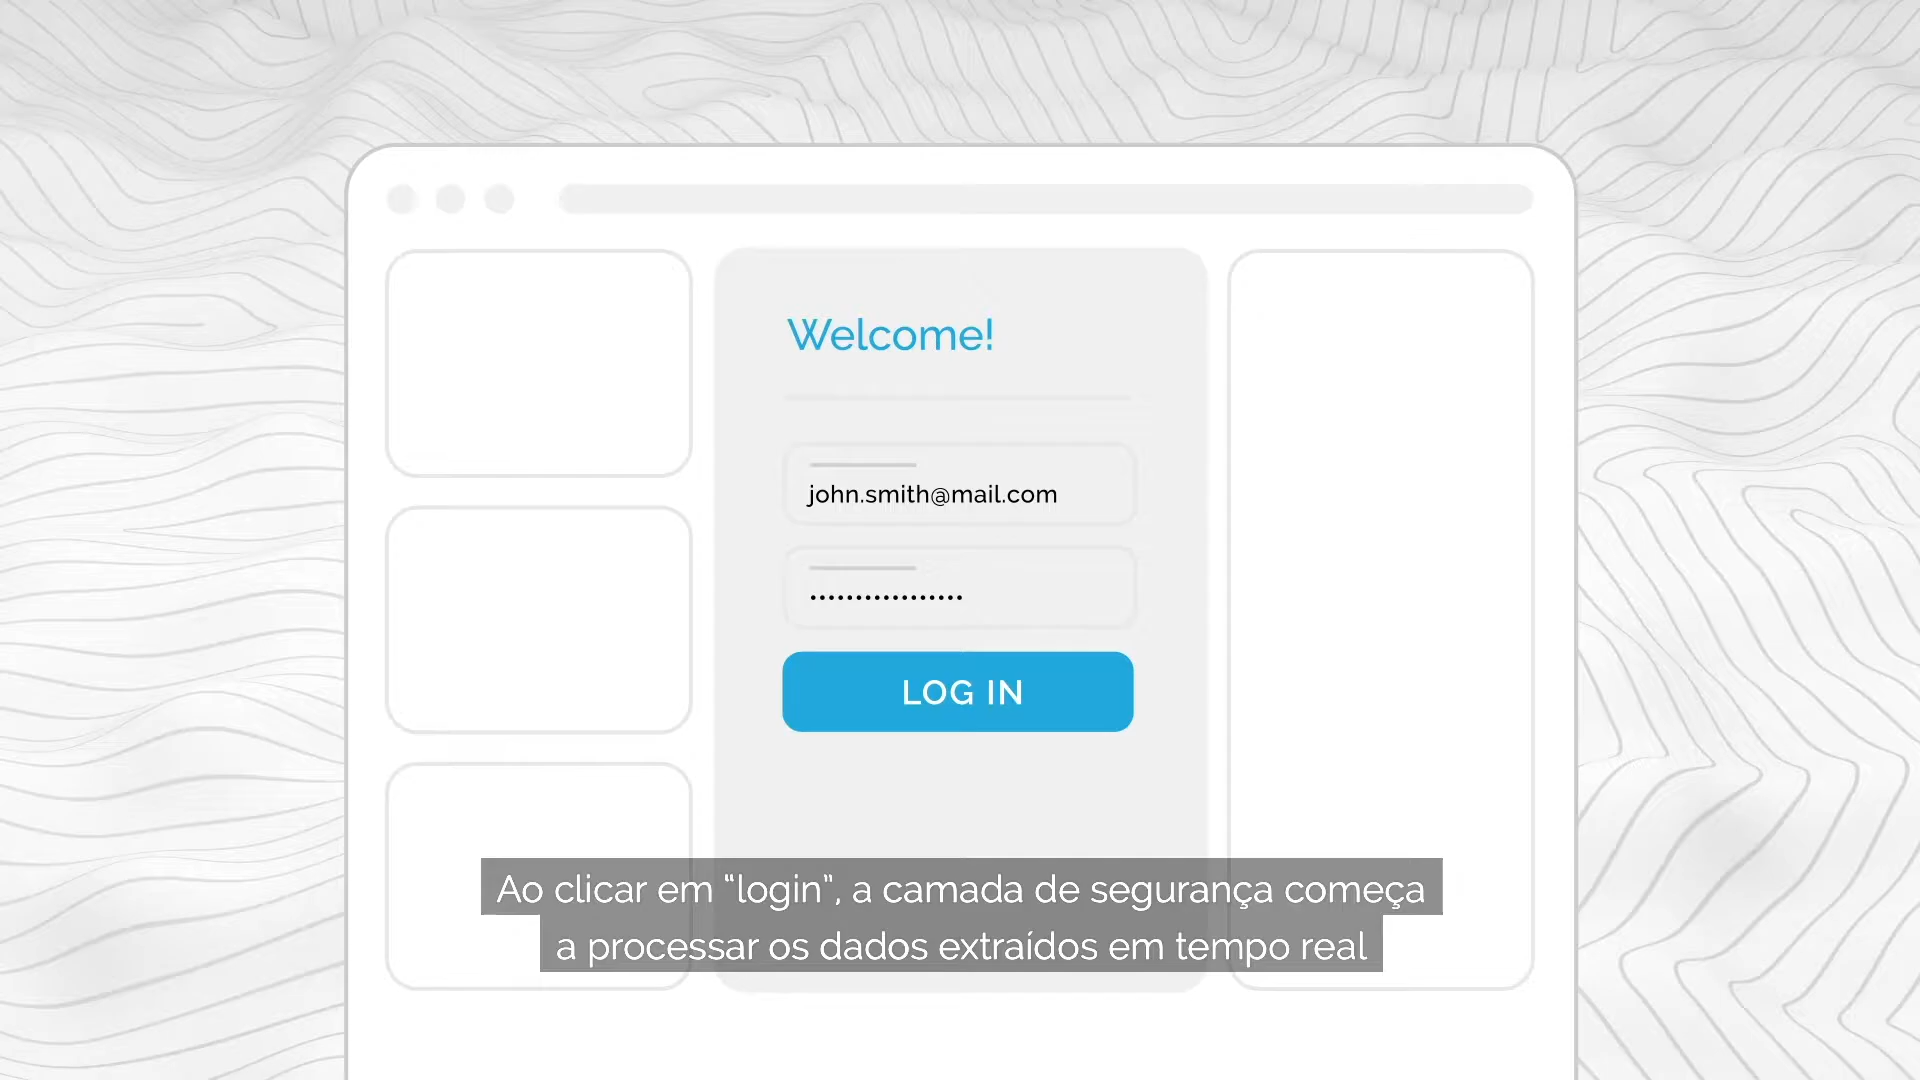 Welcome!
john.smith@mail.com
•••••••••••••••••
LOG IN
Ao clicar em “login”, a camada de segurança começa
a processar os dados extraídos em tempo real